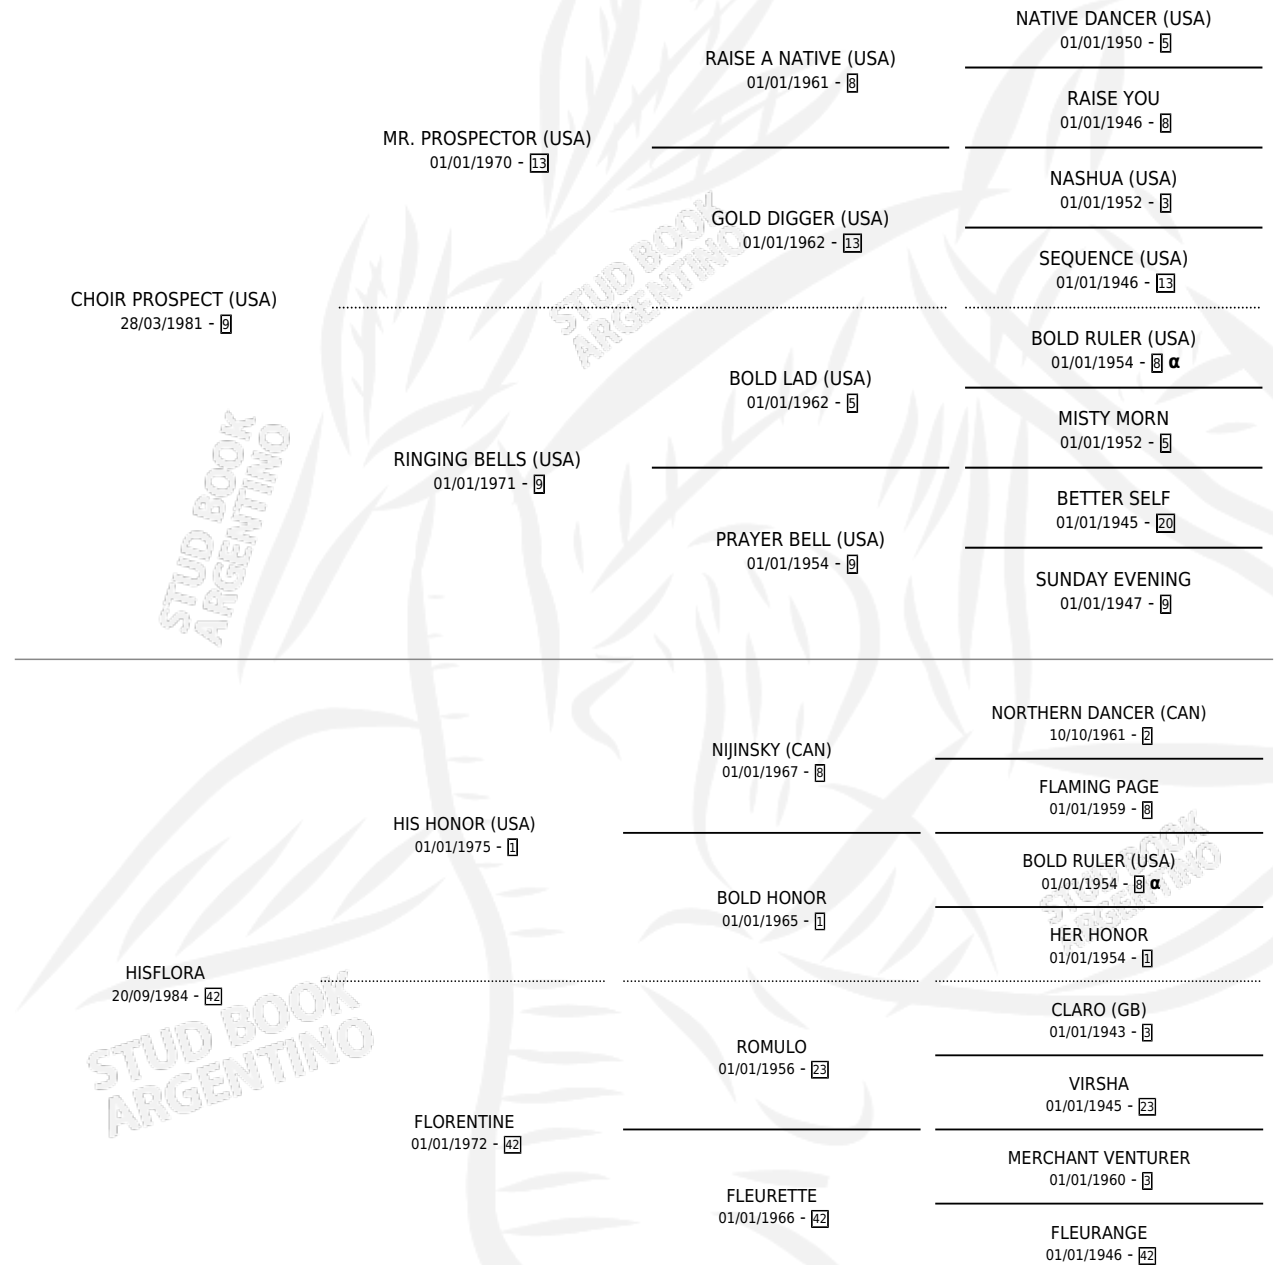 NATIVE DANCER (USA)
01/01/1950 - 5
RAISE A NATIVE (USA)
01/01/1961 - 8
RAISE YOU
01/01/1946 - 8
MR. PROSPECTOR (USA)
01/01/1970 - 13
NASHUA (USA)
01/01/1952 - 3
GOLD DIGGER (USA)
01/01/1962 - 13
SEQUENCE (USA)
01/01/1946 - 13
STUD BOOK
ARGENTINO
CHOIR PROSPECT (USA)
28/03/1981 - 9
BOLD RULER (USA)
01/01/1954 - 8 α
BOLD LAD (USA)
01/01/1962 - 5
MISTY MORN
01/01/1952 - 5
RINGING BELLS (USA)
01/01/1971 - 9
BETTER SELF
01/01/1945 - 20
PRAYER BELL (USA)
01/01/1954 - 9
SUNDAY EVENING
01/01/1947 - 9
STUD BOOK
ARGENTINO
NORTHERN DANCER (CAN)
10/10/1961 - 2
NIJINSKY (CAN)
01/01/1967 - 8
FLAMING PAGE
01/01/1959 - 8
HIS HONOR (USA)
01/01/1975 - 1
BOLD RULER (USA)
01/01/1954 - 8 α
STUD BOOK
ARGENTINO
BOLD HONOR
01/01/1965 - 1
HER HONOR
01/01/1954 - 1
HISFLORA
20/09/1984 - 42
STUD BOOK
ARGENTINO
CLARO (GB)
01/01/1943 - 3
ROMULO
01/01/1956 - 23
VIRSHA
01/01/1945 - 23
FLORENTINE
01/01/1972 - 42
MERCHANT VENTURER
01/01/1960 - 3
FLEURETTE
01/01/1966 - 42
FLEURANGE
01/01/1946 - 42